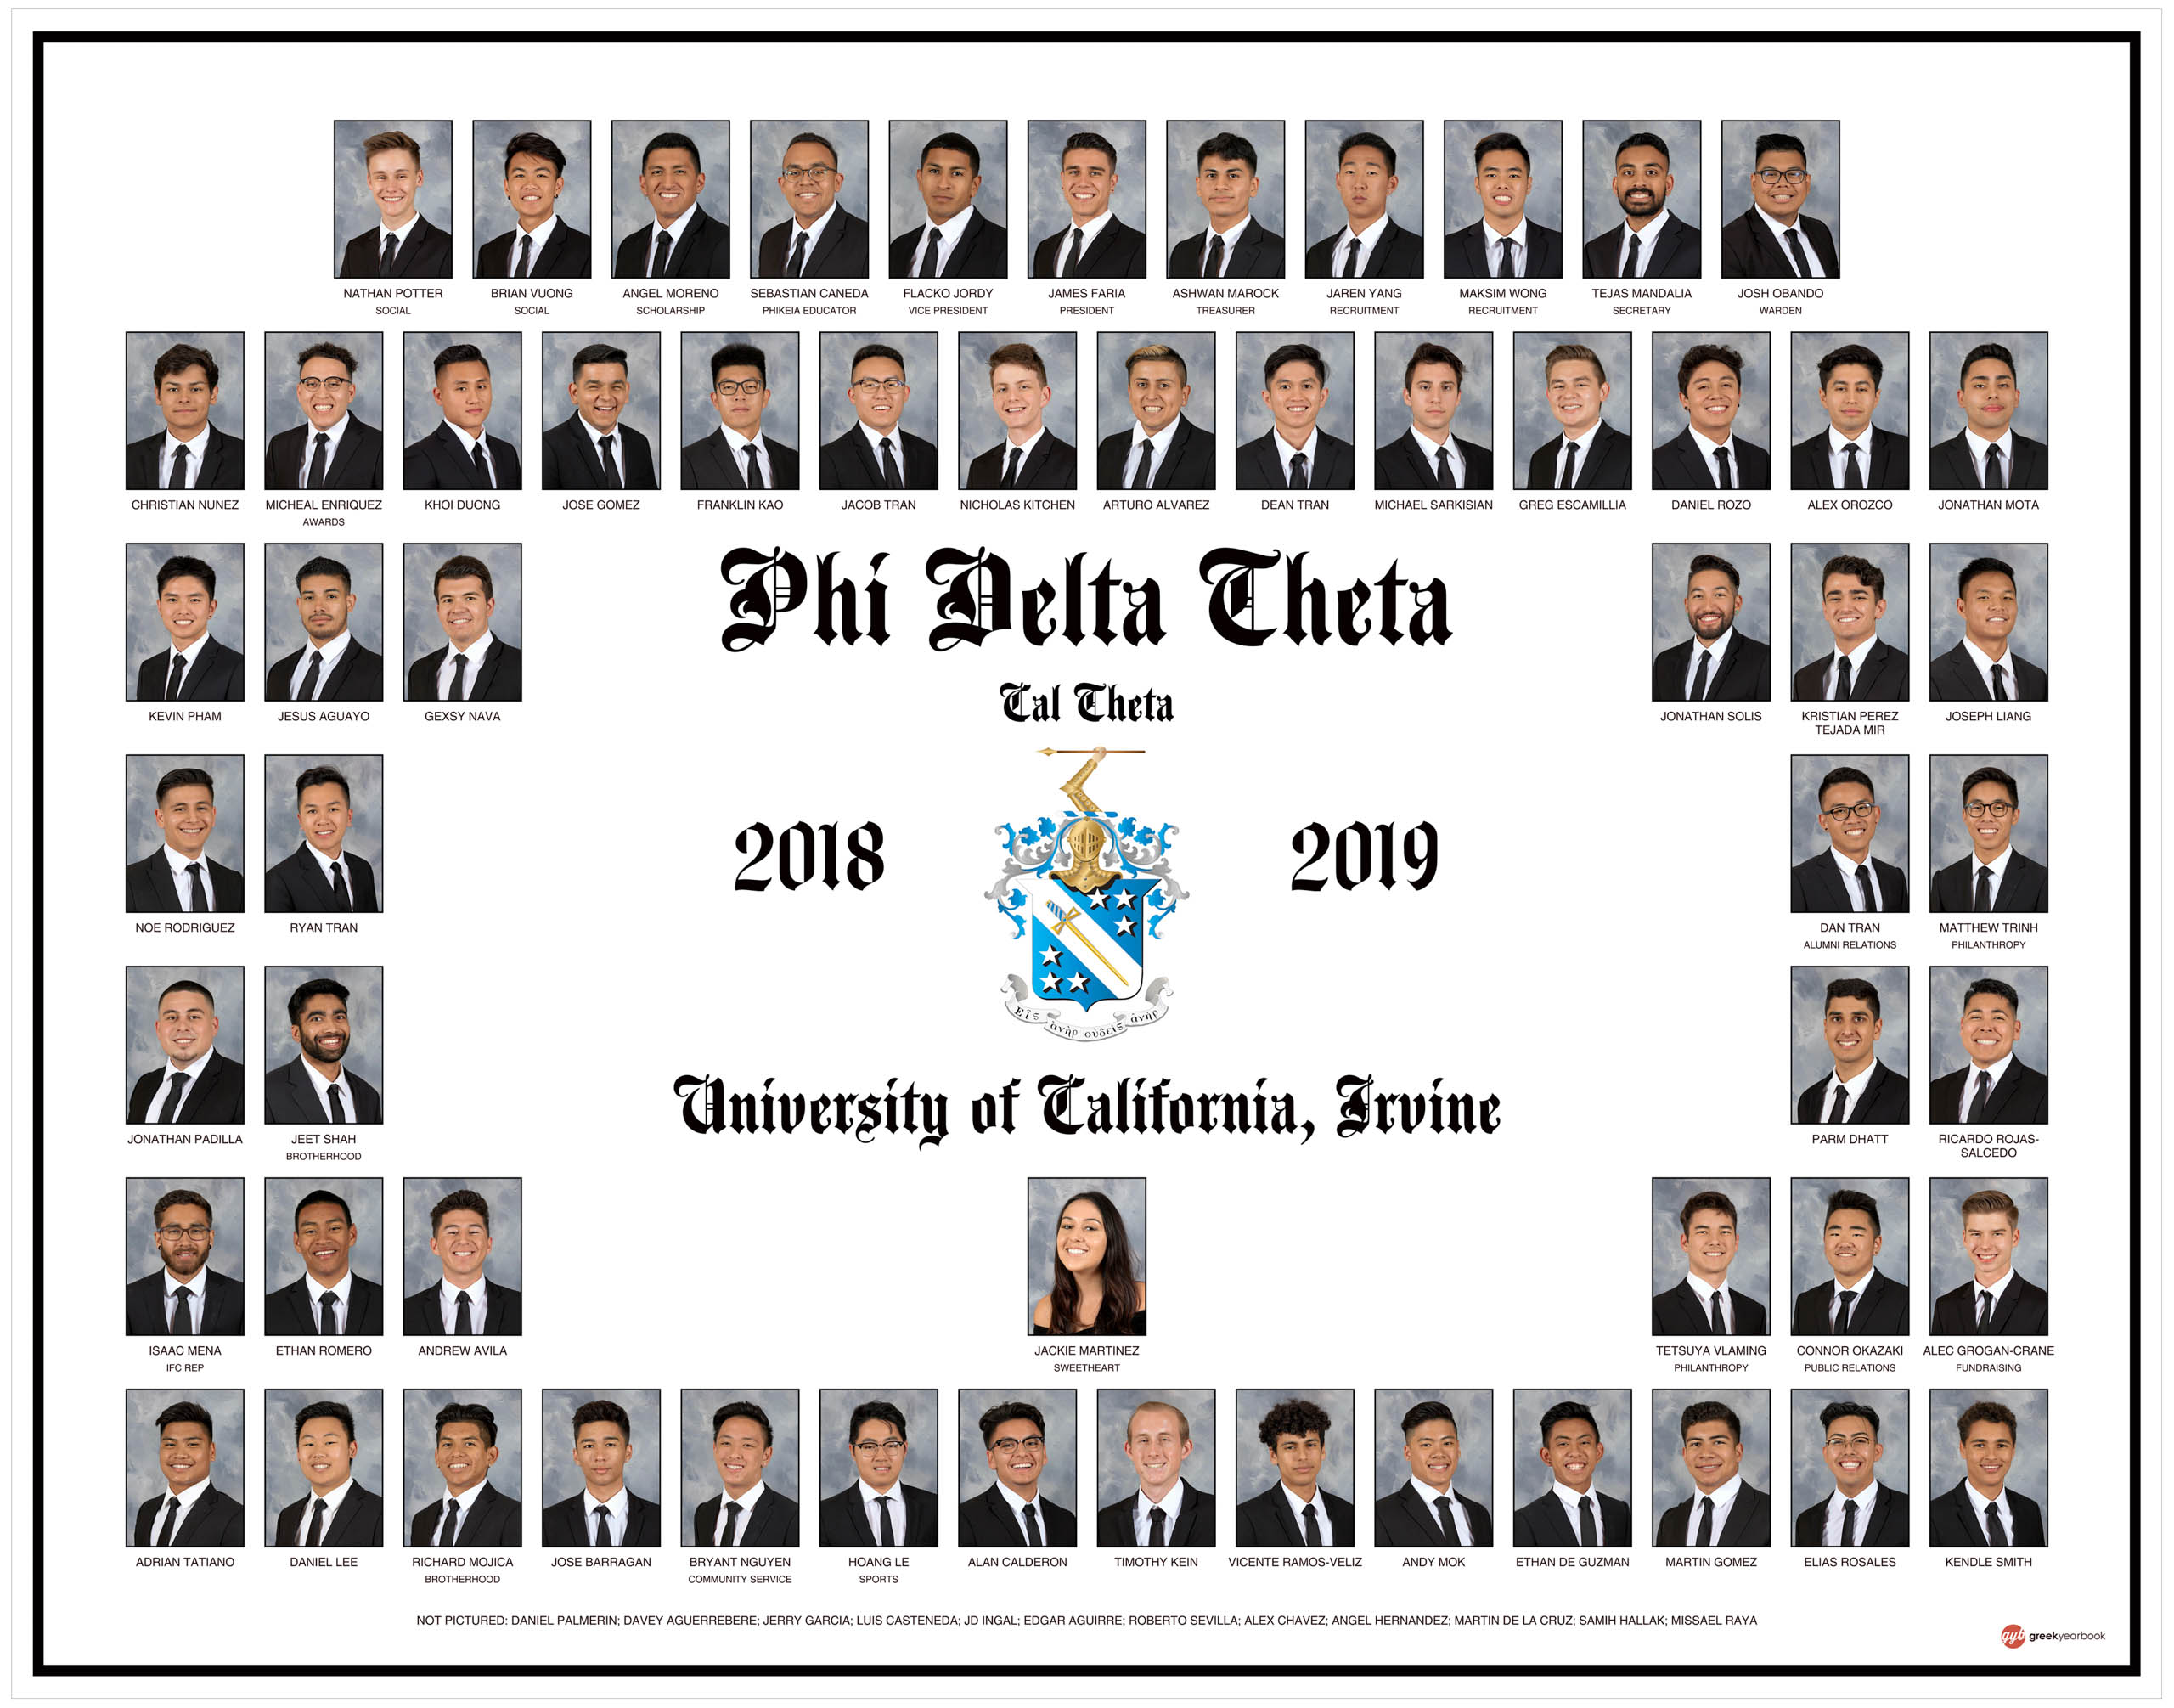 NATHAN POTTER
SOCIAL
BRIAN VUONG
SOCIAL
ANGEL MORENO
SCHOLARSHIP
SEBASTIAN CANEDA
PHIKEIA EDUCATOR
FLACKO JORDY
VICE PRESIDENT
JAMES FARIA
PRESIDENT
ASHWAN MAROCK
TREASURER
JAREN YANG
RECRUITMENT
MAKSIM WONG
RECRUITMENT
TEJAS MANDALIA
SECRETARY
JOSH OBANDO
WARDEN
CHRISTIAN NUNEZ
MICHEAL ENRIQUEZ
AWARDS
KHOI DUONG
JOSE GOMEZ
FRANKLIN KAO
JACOB TRAN
NICHOLAS KITCHEN
ARTURO ALVAREZ
DEAN TRAN
MICHAEL SARKISIAN
GREG ESCAMILLIA
DANIEL ROZO
ALEX OROZCO
JONATHAN MOTA
Phi Delta Theta
Cal Theta
KEVIN PHAM
JESUS AGUAYO
GEXSY NAVA
JONATHAN SOLIS
KRISTIAN PEREZ
TEJADA MIR
JOSEPH LIANG
2018
2019
NOE RODRIGUEZ
RYAN TRAN
DAN TRAN
ALUMNI RELATIONS
MATTHEW TRINH
PHILANTHROPY
Εἷς ἀνὴρ οὐδεὶς ἀνήρ
University of California, Irvine
JONATHAN PADILLA
JEET SHAH
BROTHERHOOD
PARM DHATT
RICARDO ROJAS-
SALCEDO
ISAAC MENA
IFC REP
ETHAN ROMERO
ANDREW AVILA
JACKIE MARTINEZ
SWEETHEART
TETSUYA VLAMING
PHILANTHROPY
CONNOR OKAZAKI
PUBLIC RELATIONS
ALEC GROGAN-CRANE
FUNDRAISING
ADRIAN TATIANO
DANIEL LEE
RICHARD MOJICA
BROTHERHOOD
JOSE BARRAGAN
BRYANT NGUYEN
COMMUNITY SERVICE
HOANG LE
SPORTS
ALAN CALDERON
TIMOTHY KEIN
VICENTE RAMOS-VELIZ
ANDY MOK
ETHAN DE GUZMAN
MARTIN GOMEZ
ELIAS ROSALES
KENDLE SMITH
NOT PICTURED: DANIEL PALMERIN; DAVEY AGUERREBERE; JERRY GARCIA; LUIS CASTENEDA; JD INGAL; EDGAR AGUIRRE; ROBERTO SEVILLA; ALEX CHAVEZ; ANGEL HERNANDEZ; MARTIN DE LA CRUZ; SAMIH HALLAK; MISSAEL RAYA
gyb greekyearbook